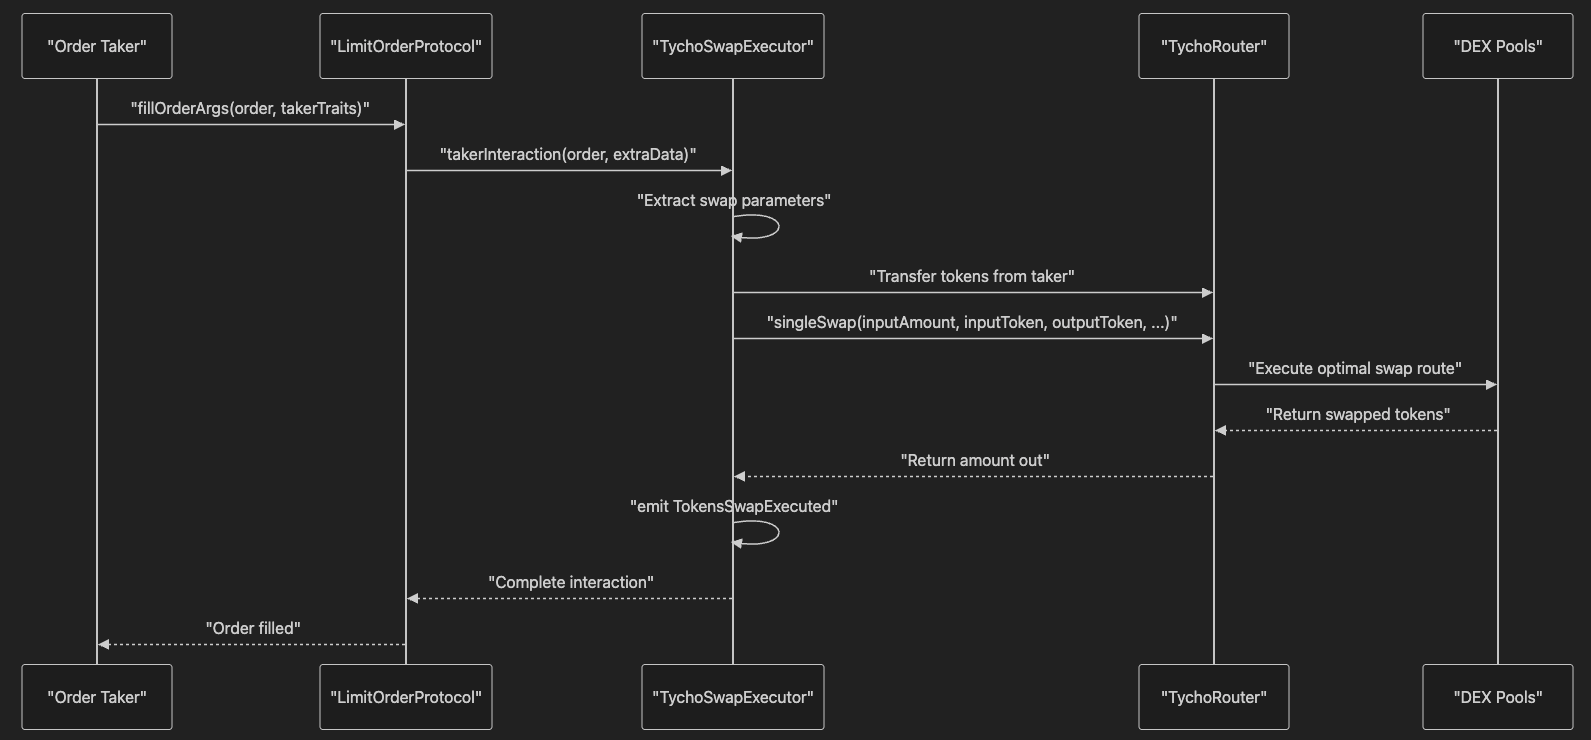 "Order Taker"
"LimitOrderProtocol"
"TychoSwapExecutor"
"TychoRouter"
"DEX Pools"
"fillOrderArgs(order, takerTraits)"
"takerInteraction(order, extraData)"
"Extract swap parameters"
"Transfer tokens from taker"
"singleSwap(inputAmount, inputToken, outputToken, ...)"
"Execute optimal swap route"
"Return swapped tokens"
"Return amount out"
"emit TokensSwapExecuted"
"Complete interaction"
"Order filled"
"Order Taker"
"LimitOrderProtocol"
"TychoSwapExecutor"
"TychoRouter"
"DEX Pools"